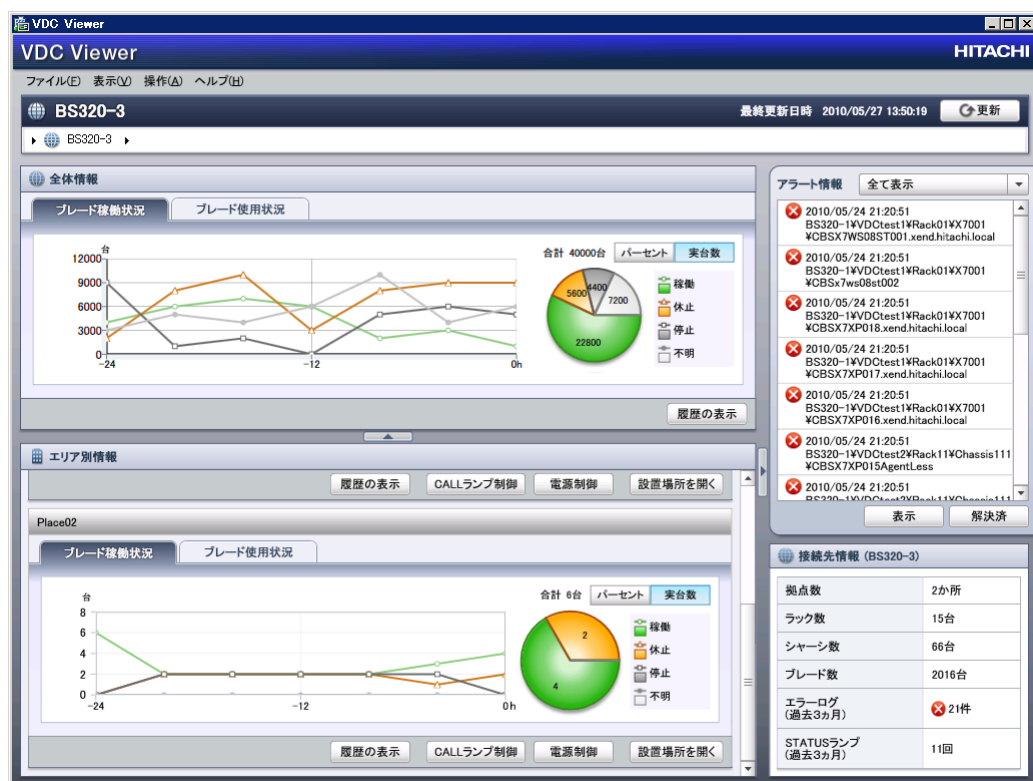 VDC Viewer
VDC Viewer
HITACHI
ファイル(F) 表示(V) 操作(A) ヘルプ(H)
BS320-3
最終更新日時 2010/05/27 13:50:19
更新
BS320-3
全体情報
ブレード稼働状況
ブレード使用状況
台
12000
9000
6000
3000
0
-24
-12
0h
合計 40000台
パーセント
実台数
5600
4400
7200
22800
稼働
休止
停止
不明
履歴の表示
エリア別情報
履歴の表示
CALLランプ制御
電源制御
設置場所を開く
Place02
ブレード稼働状況
ブレード使用状況
台
8
6
4
2
0
-24
-12
0h
合計 6台
パーセント
実台数
2
4
稼働
休止
停止
不明
履歴の表示
CALLランプ制御
電源制御
設置場所を開く
アラート情報
全て表示
2010/05/24 21:20:51
BS320-1¥VDCtest1¥Rack01¥X7001
¥CBSX7WS08ST001.xend.hitachi.local
2010/05/24 21:20:51
BS320-1¥VDCtest1¥Rack01¥X7001
¥CBSx7ws08st002
2010/05/24 21:20:51
BS320-1¥VDCtest1¥Rack01¥X7001
¥CBSX7XP018.xend.hitachi.local
2010/05/24 21:20:51
BS320-1¥VDCtest1¥Rack01¥X7001
¥CBSX7XP017.xend.hitachi.local
2010/05/24 21:20:51
BS320-1¥VDCtest1¥Rack01¥X7001
¥CBSX7XP016.xend.hitachi.local
2010/05/24 21:20:51
BS320-1¥VDCtest2¥Rack11¥Chassis111
¥CBSX7XP015AgentLess
2010/05/24 21:20:51
BS320-1¥VDCtest2¥Rack11¥Chassis111
表示
解決済
接続先情報 (BS320-3)
拠点数
2か所
ラック数
15台
シャーシ数
66台
ブレード数
2016台
エラーログ
(過去3ヵ月)
21件
STATUSランプ
(過去3ヵ月)
11回